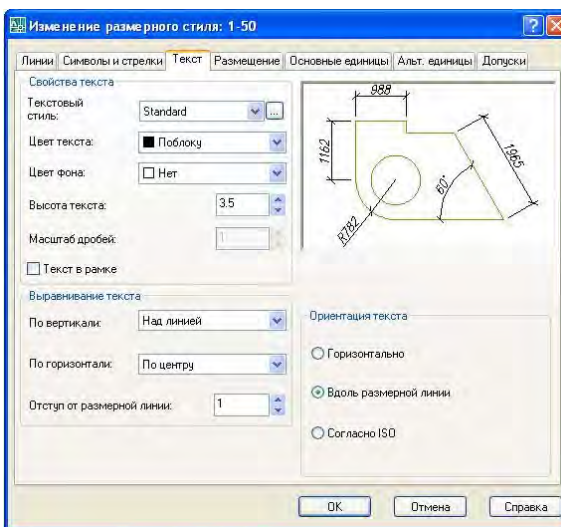 Изменение размерного стиля: 1-50
Линии Символы и стрелки Текст Размещение Основные единицы Альт. единицы Допуски
Свойства текста
Текстовый стиль: Standard ...
Цвет текста: Поблоку
Цвет фона: Нет
Высота текста: 3.5
Масштаб дробей: 1
Текст в рамке
988
1162
1965
60°
R782
Выравнивание текста
По вертикали: Над линией
По горизонтали: По центру
Отступ от размерной линии: 1
Ориентация текста
Горизонтально
Вдоль размерной линии
Согласно ISO
OK Отмена Справка